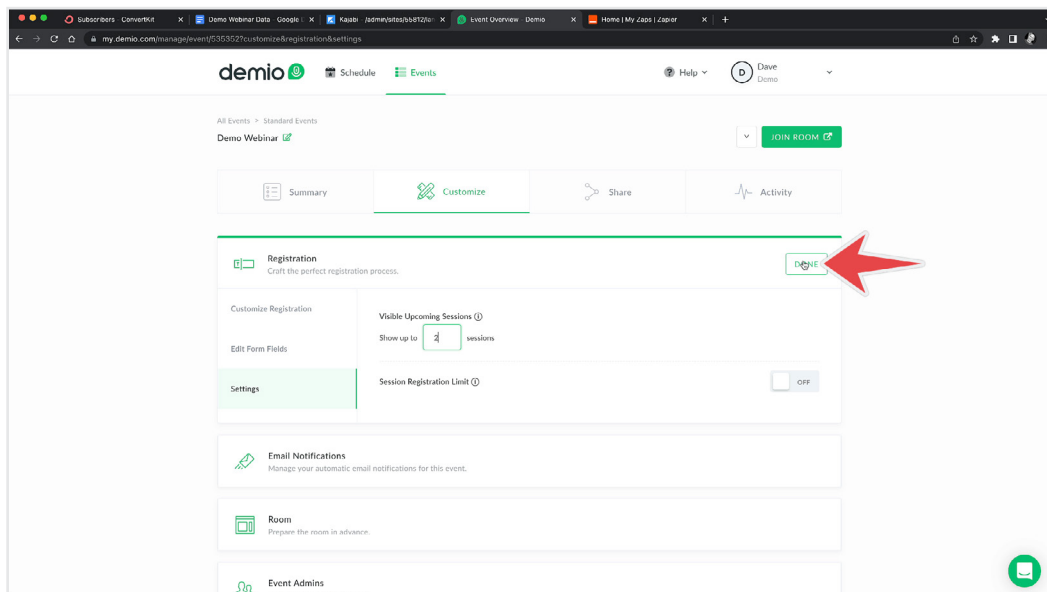 Subscribers - ConvertKit
Demo Webinar Data - Google
Kajabi - /admin/sites/55812/
Event Overview - Demio
Home | My Zaps | Zapier
my.demio.com/manage/event/535352?customize&registration&settings
demio
Schedule
Events
Help
D
Dave
Demo
All Events > Standard Events
Demo Webinar
JOIN ROOM
Summary
Customize
Share
Activity
Registration
Craft the perfect registration process.
DONE
Customize Registration
Edit Form Fields
Settings
Visible Upcoming Sessions
Show up to 2 sessions
Session Registration Limit
OFF
Email Notifications
Manage your automatic email notifications for this event.
Room
Prepare the room in advance.
Event Admins